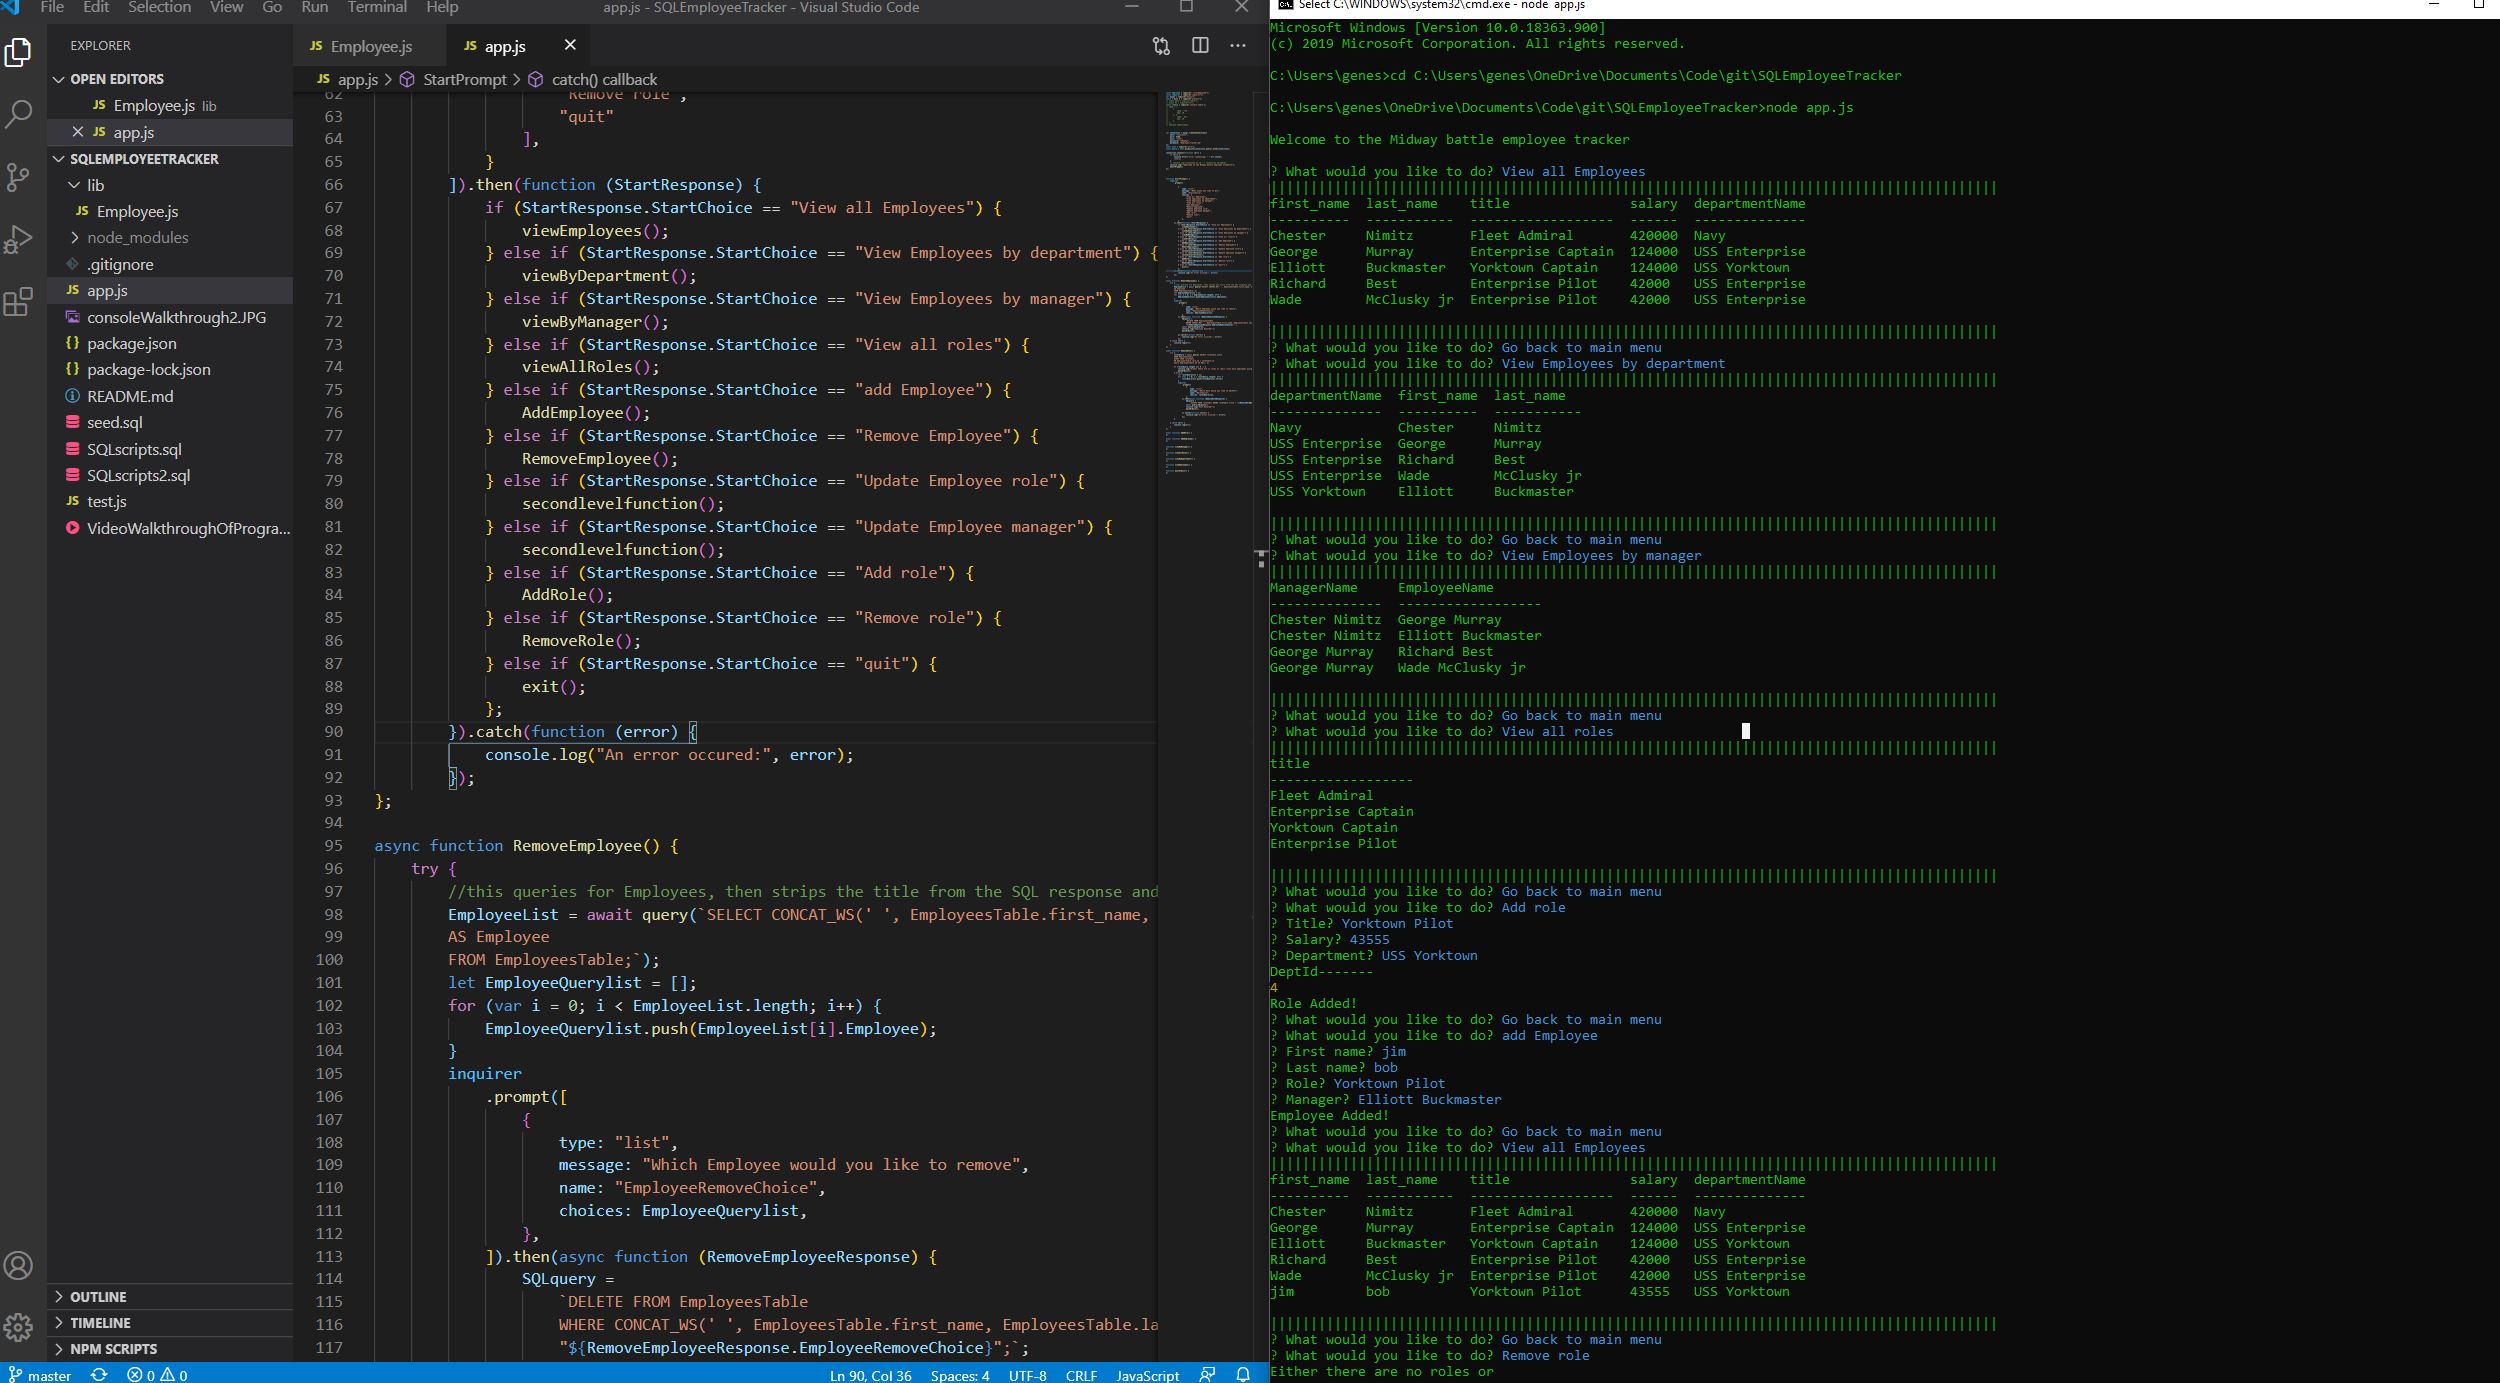 File Edit Selection View Go Run Terminal Help
app.js - SQLEmployeeTracker - Visual Studio Code
EXPLORER
OPEN EDITORS
JS Employee.js lib
JS app.js
SQLEMPLOYEETRACKER
lib
JS Employee.js
node_modules
.gitignore
JS app.js
consoleWalkthrough2.JPG
{} package.json
{} package-lock.json
README.md
seed.sql
SQLscripts.sql
SQLscripts2.sql
JS test.js
VideoWalkthroughOfProgra...
OUTLINE
TIMELINE
NPM SCRIPTS
JS Employee.js
JS app.js
JS app.js > StartPrompt > catch() callback
62 "Remove role",
63 "quit"
64 ],
65 }
66 ]).then(function (StartResponse) {
67 if (StartResponse.StartChoice == "View all Employees") {
68 viewEmployees();
69 } else if (StartResponse.StartChoice == "View Employees by department") {
70 viewByDepartment();
71 } else if (StartResponse.StartChoice == "View Employees by manager") {
72 viewByManager();
73 } else if (StartResponse.StartChoice == "View all roles") {
74 viewAllRoles();
75 } else if (StartResponse.StartChoice == "add Employee") {
76 AddEmployee();
77 } else if (StartResponse.StartChoice == "Remove Employee") {
78 RemoveEmployee();
79 } else if (StartResponse.StartChoice == "Update Employee role") {
80 secondlevelfunction();
81 } else if (StartResponse.StartChoice == "Update Employee manager") {
82 secondlevelfunction();
83 } else if (StartResponse.StartChoice == "Add role") {
84 AddRole();
85 } else if (StartResponse.StartChoice == "Remove role") {
86 RemoveRole();
87 } else if (StartResponse.StartChoice == "quit") {
88 exit();
89 };
90 }).catch(function (error) {
91 console.log("An error occured:", error);
92 });
93 };
94
95 async function RemoveEmployee() {
96 try {
97 //this queries for Employees, then strips the title from the SQL response and
98 EmployeeList = await query(`SELECT CONCAT_WS(' ', EmployeesTable.first_name,
99 AS Employee
100 FROM EmployeesTable;`);
101 let EmployeeQuerylist = [];
102 for (var i = 0; i < EmployeeList.length; i++) {
103 EmployeeQuerylist.push(EmployeeList[i].Employee);
104 }
105 inquirer
106 .prompt([
107 {
108 type: "list",
109 message: "Which Employee would you like to remove",
110 name: "EmployeeRemoveChoice",
111 choices: EmployeeQuerylist,
112 },
113 ]).then(async function (RemoveEmployeeResponse) {
114 SQLquery =
115 `DELETE FROM EmployeesTable
116 WHERE CONCAT_WS(' ', EmployeesTable.first_name, EmployeesTable.la
117 "${RemoveEmployeeResponse.EmployeeRemoveChoice}";`;
master 0 0
Ln 90, Col 36 Spaces: 4 UTF-8 CRLF JavaScript
Select C:\WINDOWS\system32\cmd.exe - node app.js
Microsoft Windows [Version 10.0.18363.900]
(c) 2019 Microsoft Corporation. All rights reserved.
C:\Users\genes>cd C:\Users\genes\OneDrive\Documents\Code\git\SQLEmployeeTracker
C:\Users\genes\OneDrive\Documents\Code\git\SQLEmployeeTracker>node app.js
Welcome to the Midway battle employee tracker
? What would you like to do? View all Employees
first_name last_name title salary departmentName
---------- ----------- ------------------ ------ --------------
Chester Nimitz Fleet Admiral 420000 Navy
George Murray Enterprise Captain 124000 USS Enterprise
Elliott Buckmaster Yorktown Captain 124000 USS Yorktown
Richard Best Enterprise Pilot 42000 USS Enterprise
Wade McClusky jr Enterprise Pilot 42000 USS Enterprise
? What would you like to do? Go back to main menu
? What would you like to do? View Employees by department
departmentName first_name last_name
-------------- ---------- -----------
Navy Chester Nimitz
USS Enterprise George Murray
USS Enterprise Richard Best
USS Enterprise Wade McClusky jr
USS Yorktown Elliott Buckmaster
? What would you like to do? Go back to main menu
? What would you like to do? View Employees by manager
ManagerName EmployeeName
-------------- ------------------
Chester Nimitz George Murray
Chester Nimitz Elliott Buckmaster
George Murray Richard Best
George Murray Wade McClusky jr
? What would you like to do? Go back to main menu
? What would you like to do? View all roles
title
------------------
Fleet Admiral
Enterprise Captain
Yorktown Captain
Enterprise Pilot
? What would you like to do? Go back to main menu
? What would you like to do? Add role
? Title? Yorktown Pilot
? Salary? 43555
? Department? USS Yorktown
DeptId-------
4
Role Added!
? What would you like to do? Go back to main menu
? What would you like to do? add Employee
? First name? jim
? Last name? bob
? Role? Yorktown Pilot
? Manager? Elliott Buckmaster
Employee Added!
? What would you like to do? Go back to main menu
? What would you like to do? View all Employees
first_name last_name title salary departmentName
---------- ----------- ------------------ ------ --------------
Chester Nimitz Fleet Admiral 420000 Navy
George Murray Enterprise Captain 124000 USS Enterprise
Elliott Buckmaster Yorktown Captain 124000 USS Yorktown
Richard Best Enterprise Pilot 42000 USS Enterprise
Wade McClusky jr Enterprise Pilot 42000 USS Enterprise
jim bob Yorktown Pilot 43555 USS Yorktown
? What would you like to do? Go back to main menu
? What would you like to do? Remove role
Either there are no roles or